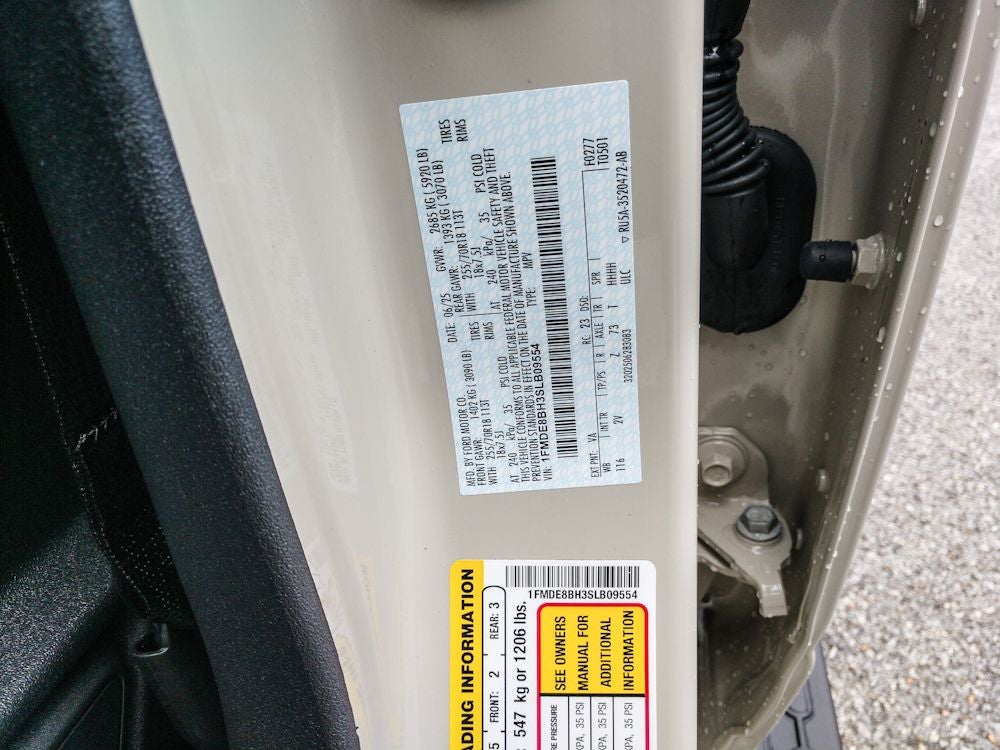 MFD. BY FORD MOTOR CO.
DATE: 06/25 GVWR: 2685 KG ( 5920 LB)
FRONT GAWR: REAR GAWR:
1402 KG ( 3090 LB) 1393 KG ( 3070 LB)
WITH 255/70R18 113T TIRES WITH 255/70R18 113T TIRES
18x7.5J RIMS 18x7.5J RIMS
AT 240 kPa/ 35 PSI COLD AT 240 kPa/ 35 PSI COLD
THIS VEHICLE CONFORMS TO ALL APPLICABLE FEDERAL MOTOR VEHICLE SAFETY AND THEFT
PREVENTION STANDARDS IN EFFECT ON THE DATE OF MANUFACTURE SHOWN ABOVE.
VIN: 1FMDE8BH3SLB09554 TYPE: MPV
EXT PNT: VA RC: 23 DSO: F0277
WB INT TR TP/PS R AXLE TR SPR T0501
116 2V Z 73 T HHHH
ULC
3202506283083 ▽ RU5A-3520472-AB
ADING INFORMATION
5 FRONT: 2 REAR: 3
547 kg or 1206 lbs.
1FMDE8BH3SLB09554
SEE OWNERS
MANUAL FOR
ADDITIONAL
INFORMATION
E PRESSURE
KPA, 35 PSI
KPA, 35 PSI
KPA, 35 PSI